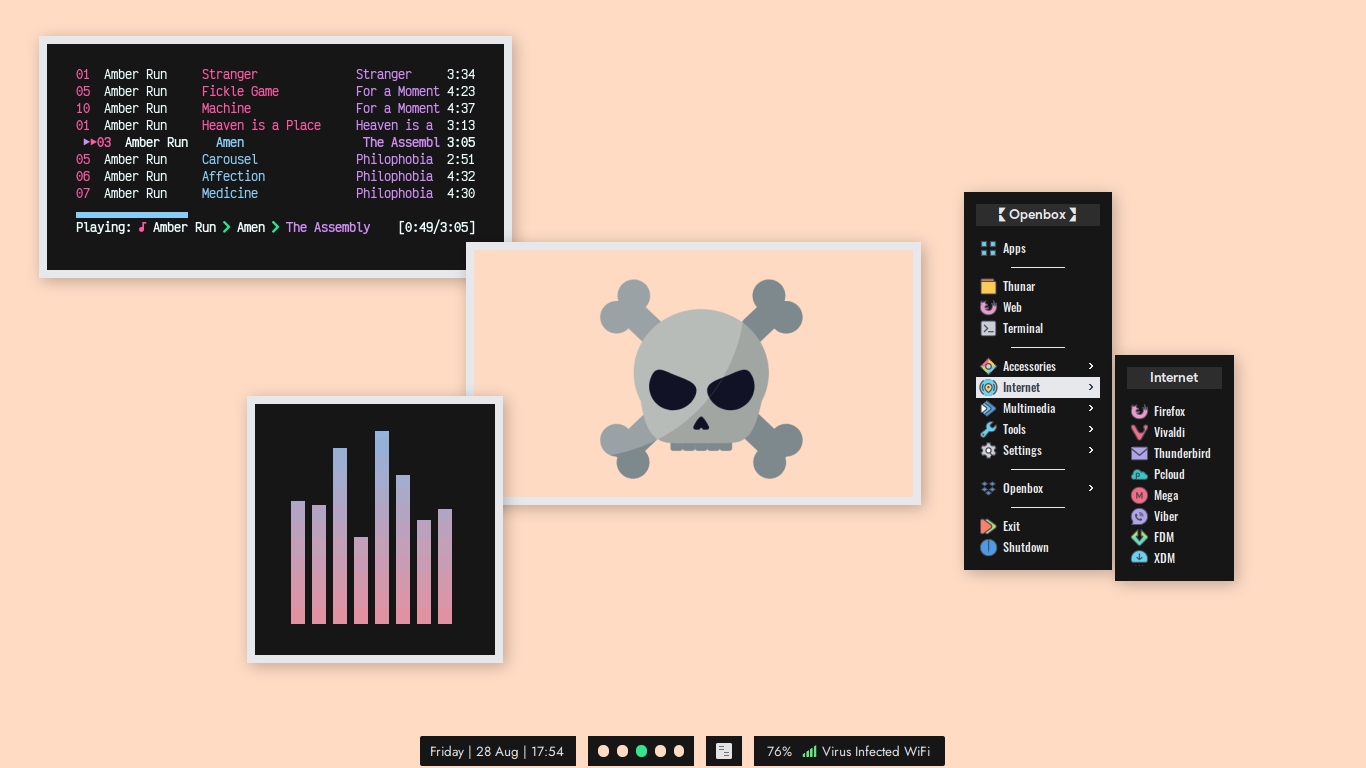 01 Amber Run Stranger Stranger 3:34
05 Amber Run Fickle Game For a Moment 4:23
10 Amber Run Machine For a Moment 4:37
01 Amber Run Heaven is a Place Heaven is a 3:13
03 Amber Run Amen The Assembl 3:05
05 Amber Run Carousel Philophobia 2:51
06 Amber Run Affection Philophobia 4:32
07 Amber Run Medicine Philophobia 4:30
Playing: Amber Run Amen The Assembly [0:49/3:05]
Openbox
Apps
Thunar
Web
Terminal
Accessories
Internet
Multimedia
Tools
Settings
Openbox
Exit
Shutdown
Internet
Firefox
Vivaldi
Thunderbird
Pcloud
Mega
Viber
FDM
XDM
Friday | 28 Aug | 17:54
76% Virus Infected WiFi